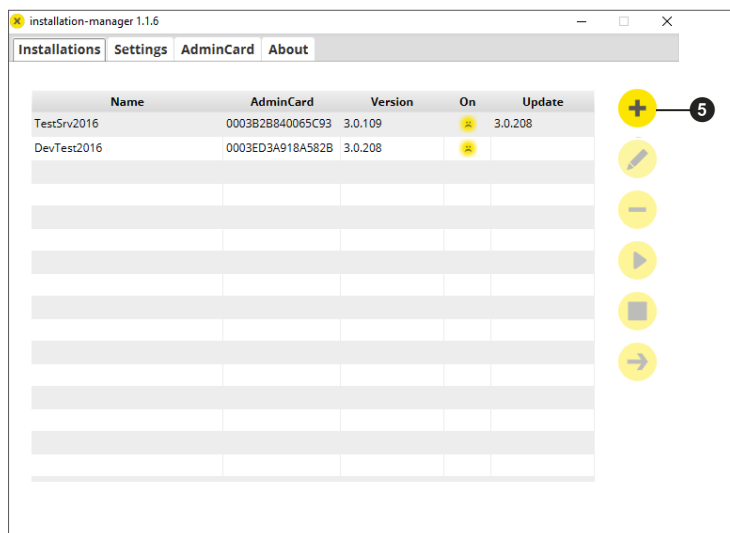 installation-manager 1.1.6
Installations Settings AdminCard About
Name AdminCard Version On Update
TestSrv2016 0003B2B840065C93 3.0.109 3.0.208
DevTest2016 0003ED3A918A582B 3.0.208
5